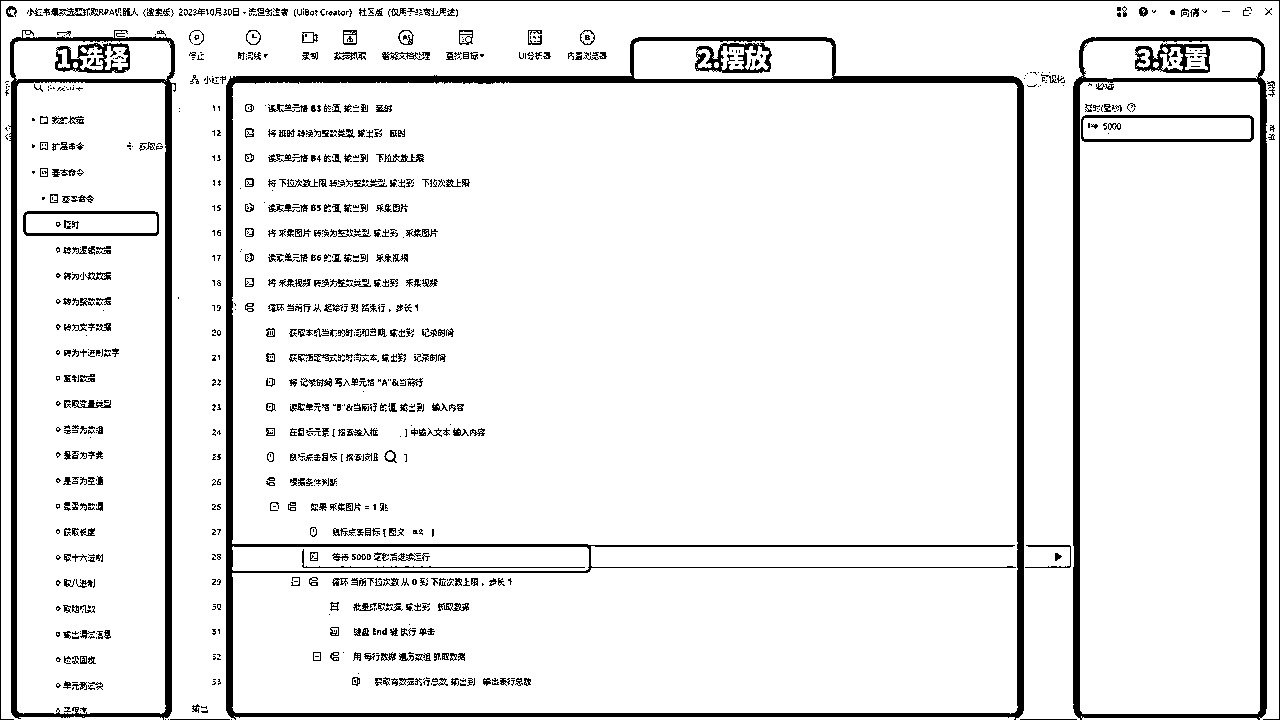 小红书爆款选题抓取RPA机器人（搜索版）2023年10月30日 - 流程创造者（UiBot Creator）社区版（仅用于非商业用途）
停止
时间线
录制
数据抓取
智能文档处理
查找目标
UI分析器
内置浏览器
1.选择
2.摆放
3.设置
小红书
可视化
我的收藏
扩展命令
基本命令
基本命令
延时
转为逻辑数据
转为小数数据
转为整数数据
转为文字数据
转为十进制数字
复制数据
获取变量类型
是否为数值
是否为字典
是否为空值
是否为数组
获取长度
取十六进制
取八进制
取随机数
输出调试信息
垃圾回收
单元测试块
子程序
11 读取单元格 B3 的值, 输出到 延时
12 将 延时 转换为整数类型, 输出到 延时
13 读取单元格 B4 的值, 输出到 下拉次数上限
14 将 下拉次数上限 转换为整数类型, 输出到 下拉次数上限
15 读取单元格 B5 的值, 输出到 采集图片
16 将 采集图片 转换为整数类型, 输出到 采集图片
17 读取单元格 B6 的值, 输出到 采集视频
18 将 采集视频 转换为整数类型, 输出到 采集视频
19 循环 当前行 从 起始行 到 结束行 ，步长 1
20 获取本机当前的时间和日期, 输出到 记录时间
21 获取指定格式的时间文本, 输出到 记录时间
22 将 记录时间 写入单元格 "A"&当前行
23 读取单元格 "B"&当前行 的值, 输出到 输入内容
24 在目标元素 [ 搜索输入框 ] 中输入文本 输入内容
25 鼠标点击目标 [ 搜索按钮 ]
26 根据条件判断
26 如果 采集图片 = 1 则
27 鼠标点击目标 [ 图文 ]
28 等待 5000 毫秒后继续运行
29 循环 当前下拉次数 从 0 到 下拉次数上限 ，步长 1
30 批量抓取数据, 输出到 抓取数据
31 键盘 End 键 执行 单击
32 用 每行数据 遍历数组 抓取数据
33 获取有数据的行总数, 输出到 输出表行总数
必选
延时(毫秒)
5000
输出